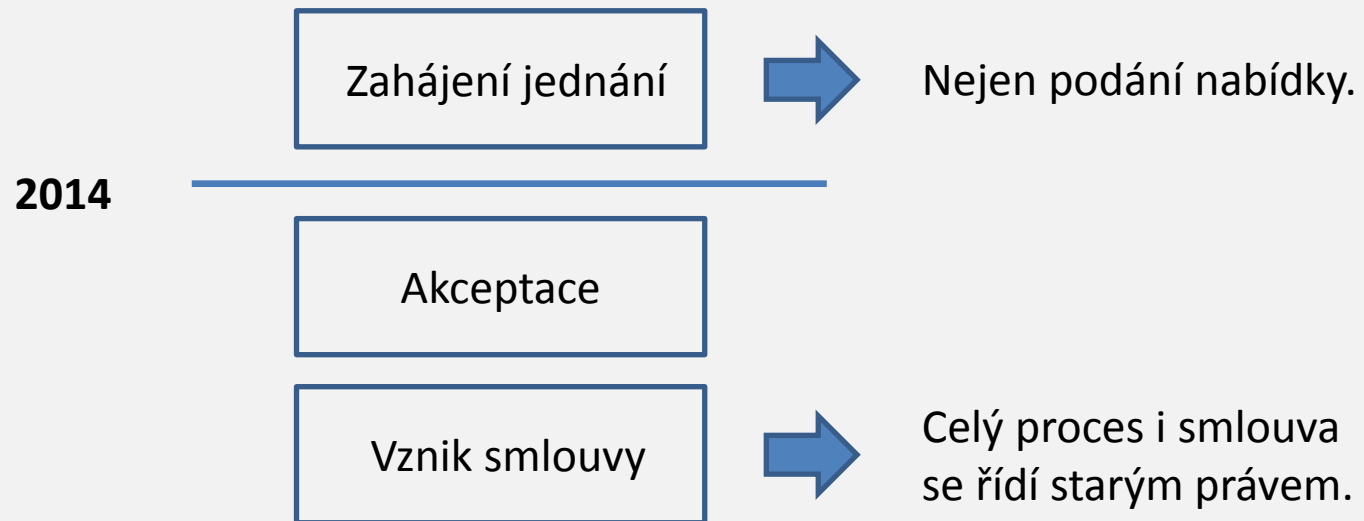 Zahájení jednání
Nejen podání nabídky.
2014
Akceptace
Vznik smlouvy
Celý proces i smlouva
se řídí starým právem.